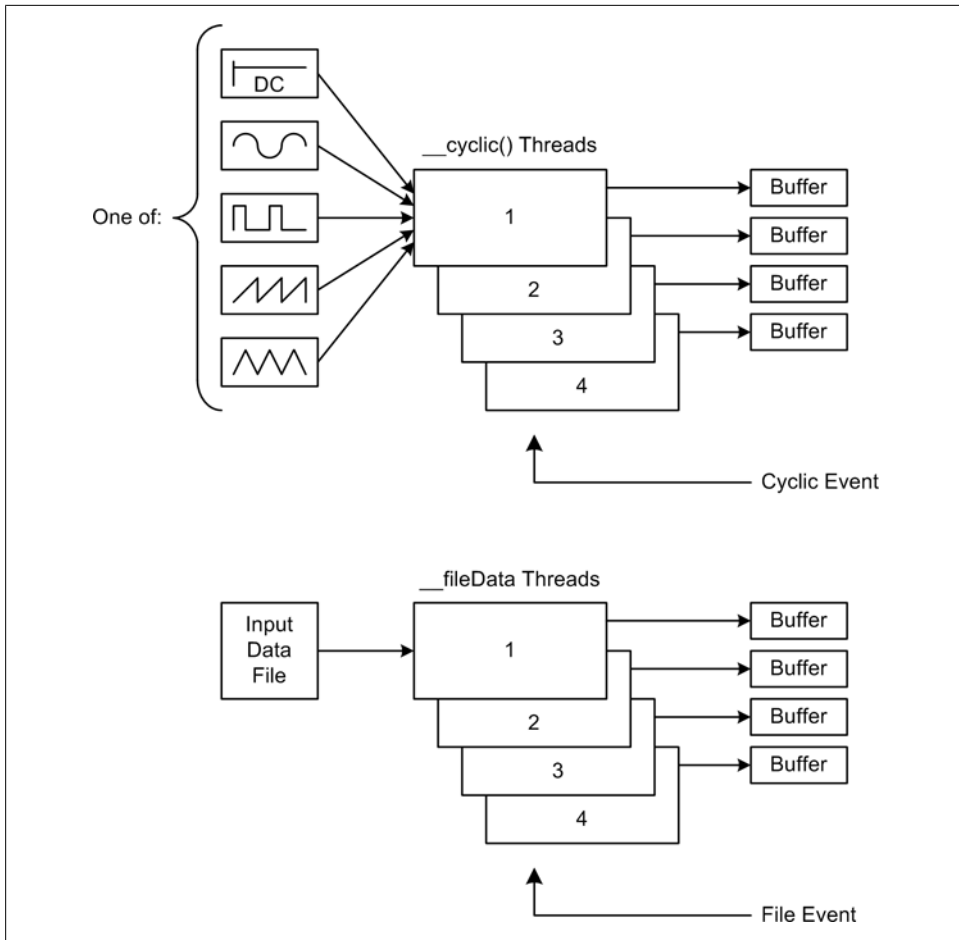 DC
One of:
__cyclic() Threads
1
2
3
4
Buffer
Buffer
Buffer
Buffer
Cyclic Event
__fileData Threads
Input
Data
File
1
2
3
4
Buffer
Buffer
Buffer
Buffer
File Event